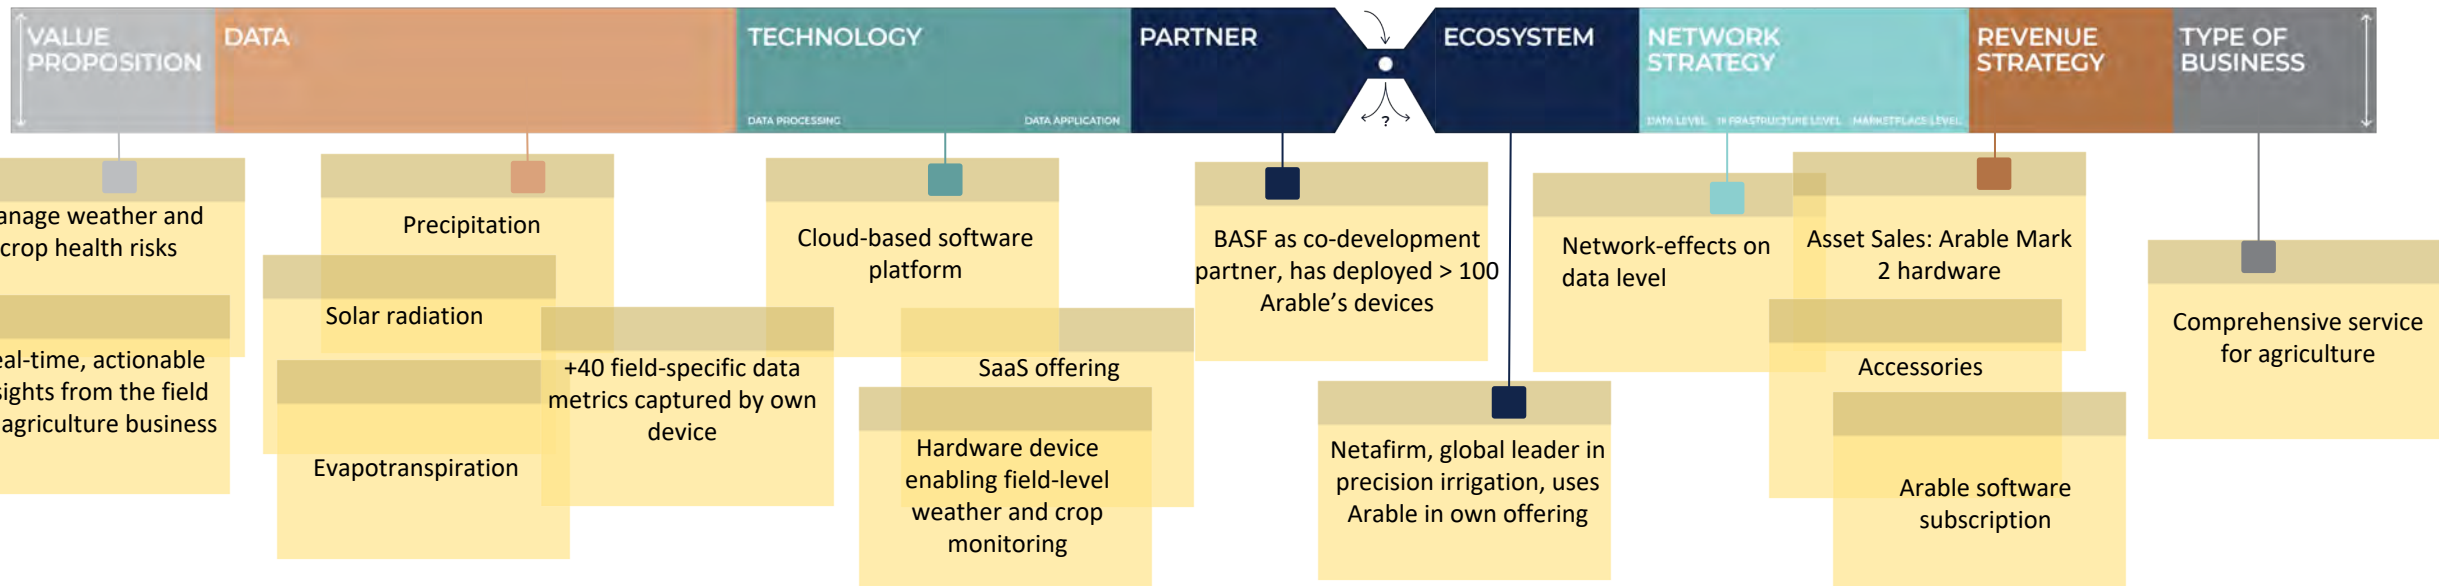 VALUE
PROPOSITION
DATA
TECHNOLOGY
DATA PROCESSING
DATA APPLICATION
PARTNER
?
ECOSYSTEM
NETWORK
STRATEGY
DATA LEVEL
INFRASTRUCTURE LEVEL
MARKETPLACE LEVEL
REVENUE
STRATEGY
TYPE OF
BUSINESS
weather and
crop health risks
actionable
from the field
agriculture business
Precipitation
Solar radiation
Evapotranspiration
+40 field-specific data
metrics captured by own
device
Cloud-based software
platform
SaaS offering
Hardware device
enabling field-level
weather and crop
monitoring
BASF as co-development
partner, has deployed > 100
Arable's devices
Netafirm, global leader in
precision irrigation, uses
Arable in own offering
Network-effects on
data level
Asset Sales: Arable Mark
2 hardware
Accessories
Arable software
subscription
Comprehensive service
for agriculture